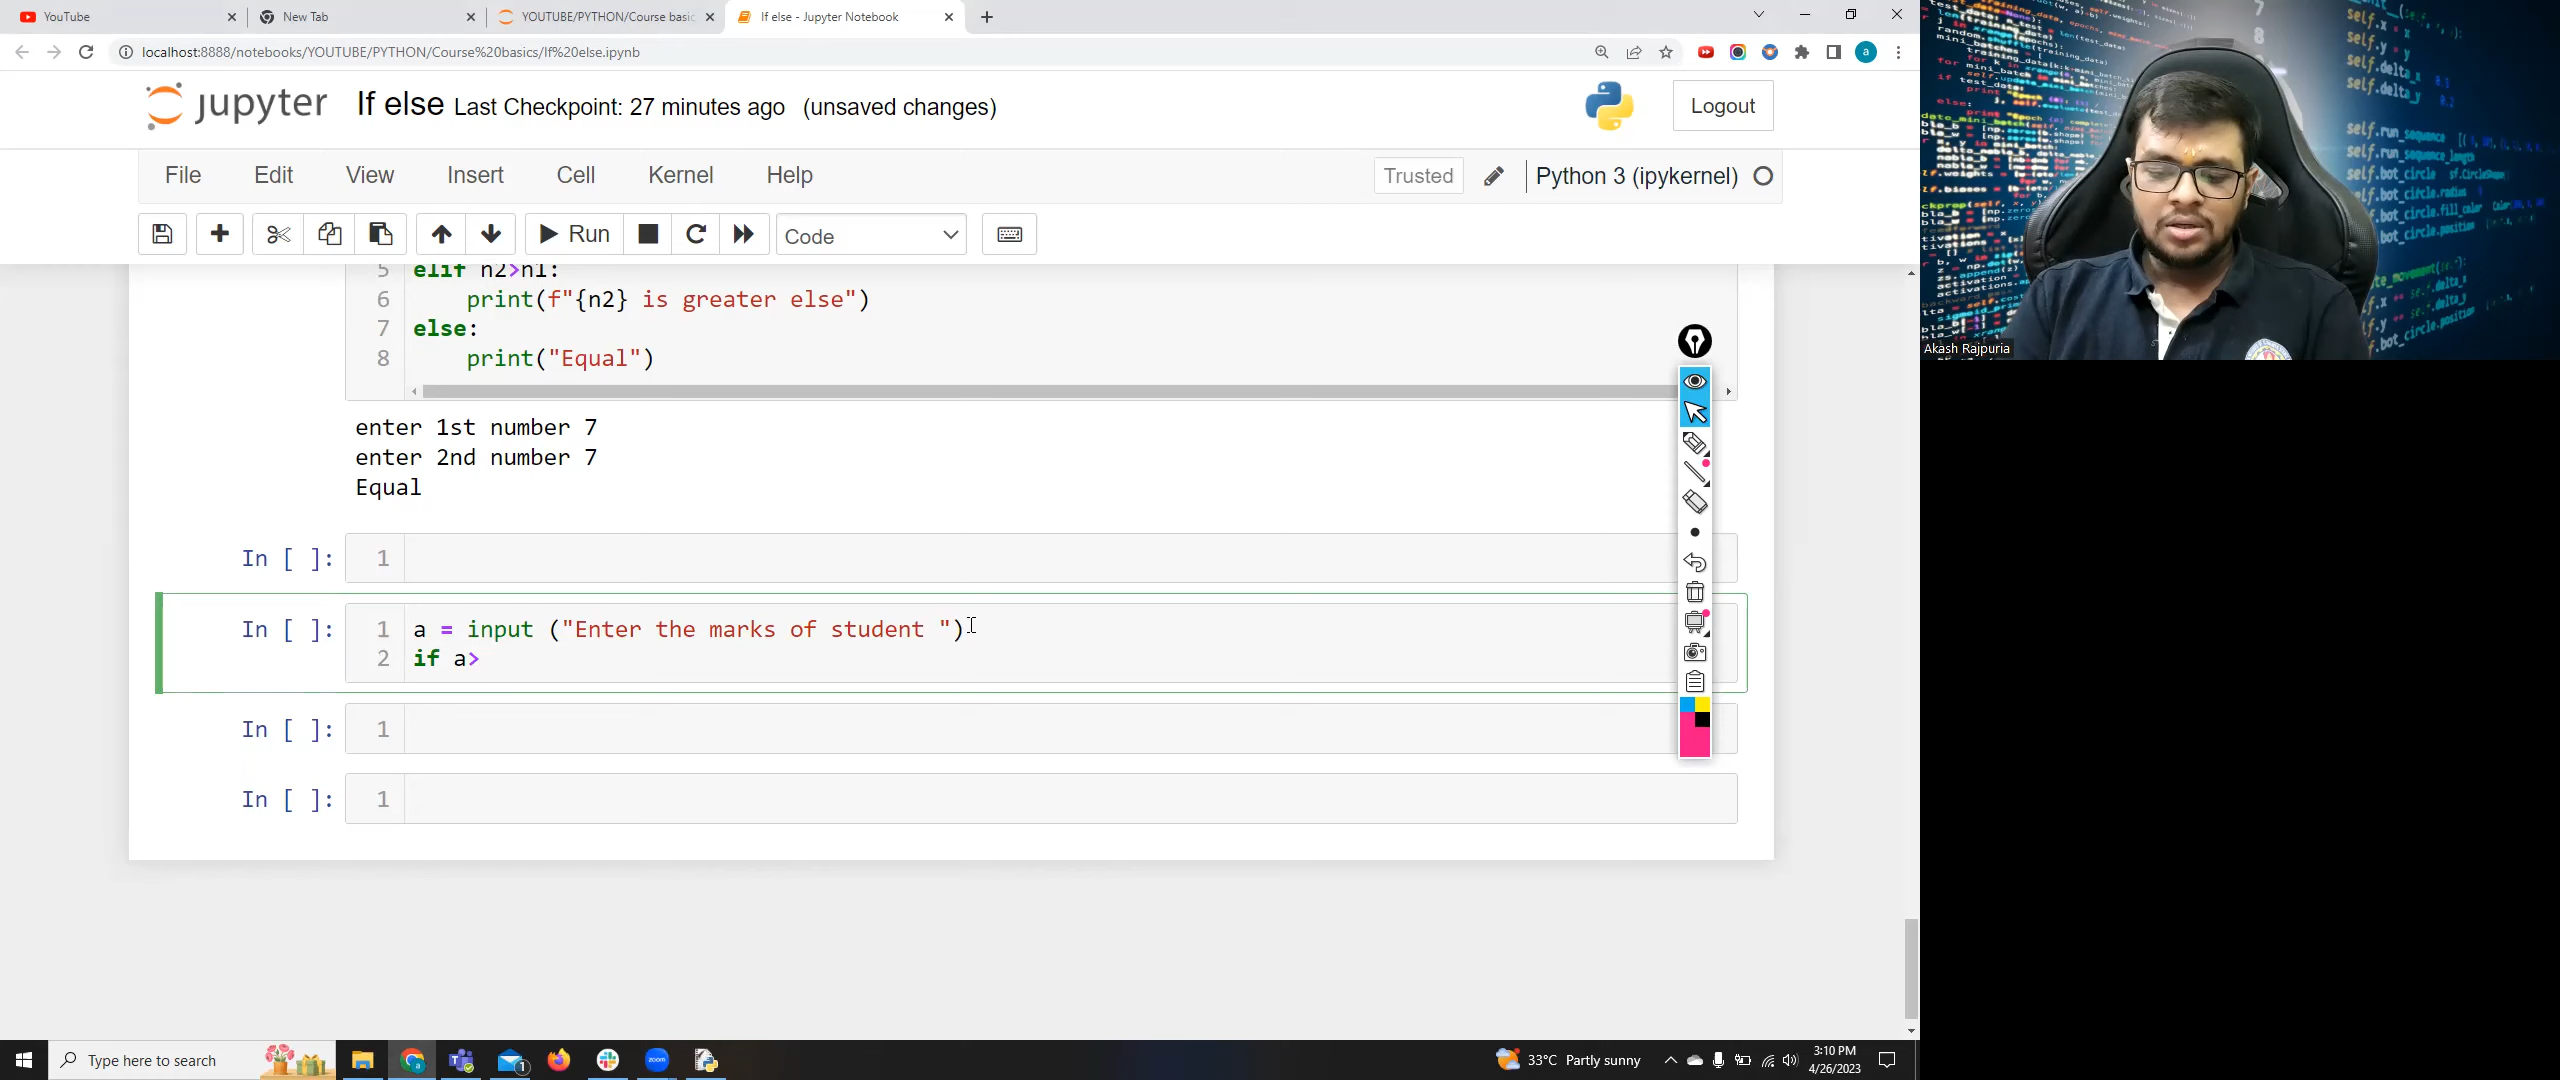 YouTube
New Tab
YOUTUBE/PYTHON/Course basic
If else - Jupyter Notebook
localhost:8888/notebooks/YOUTUBE/PYTHON/Course%20basics/If%20else.ipynb
a
jupyter If else Last Checkpoint: 27 minutes ago (unsaved changes)
Logout
File Edit View Insert Cell Kernel Help
Trusted
Python 3 (ipykernel)
Run
Code
5 elif n2>n1:
6 print(f"{n2} is greater else")
7 else:
8 print("Equal")
enter 1st number 7
enter 2nd number 7
Equal
In [ ]: 1
In [ ]: 1 a = input ("Enter the marks of student ")
2 if a>
In [ ]: 1
In [ ]: 1
Akash Rajpuria
Type here to search
1
zoom
33°C Partly sunny
3:10 PM
4/26/2023